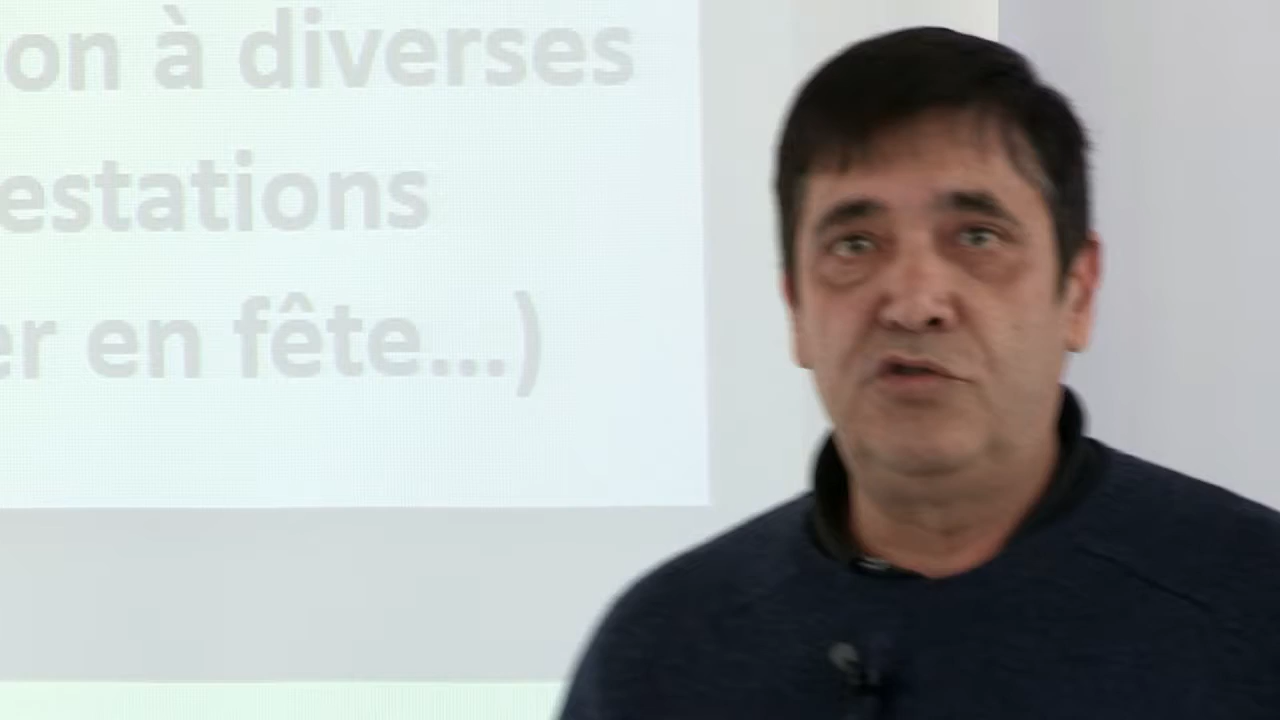 on à diverses
estations
er en fête...)